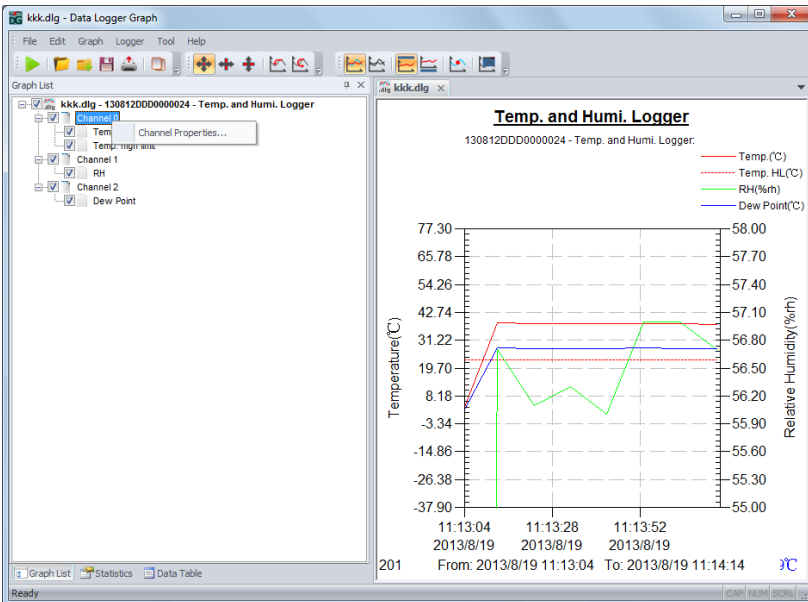 kkk.dlg - Data Logger Graph
File Edit Graph Logger Tool Help
Graph List
kkk.dlg
kkk.dlg - 130812DDD0000024 - Temp. and Humi. Logger
Channel 0
Channel Properties...
Temp. high limit
Channel 1
RH
Channel 2
Dew Point
Temp. and Humi. Logger
130812DDD0000024 - Temp. and Humi. Logger:
Temp.(℃)
Temp. HL(℃)
RH(%rh)
Dew Point(℃)
77.30
65.78
54.26
42.74
31.22
19.70
8.18
-3.34
-14.86
-26.38
-37.90
Temperature(℃)
58.00
57.70
57.40
57.10
56.80
56.50
56.20
55.90
55.60
55.30
55.00
Relative Humidity(%rh)
11:13:04 11:13:28 11:13:52
2013/8/19 2013/8/19 2013/8/19
201 From: 2013/8/19 11:13:04 To: 2013/8/19 11:14:14 ℃
Graph List Statistics Data Table
Ready
CAP NUM SCRL